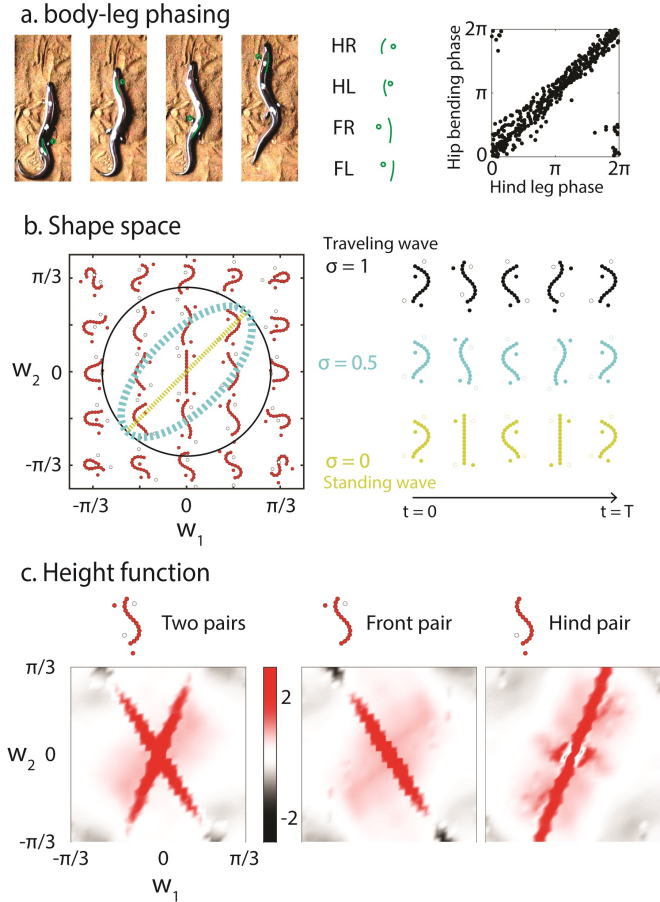 a. body-leg phasing
HR
HL
FR
FL
2π
π
0
Hip bending phase
0 π 2π
Hind leg phase
b. Shape space
π/3
w₂ 0
-π/3
-π/3 0 π/3
w₁
Traveling wave
σ = 1
σ = 0.5
σ = 0
Standing wave
t = 0 t = T
c. Height function
Two pairs Front pair Hind pair
π/3
w₂ 0
-π/3
-π/3 0 π/3
w₁
2
-2